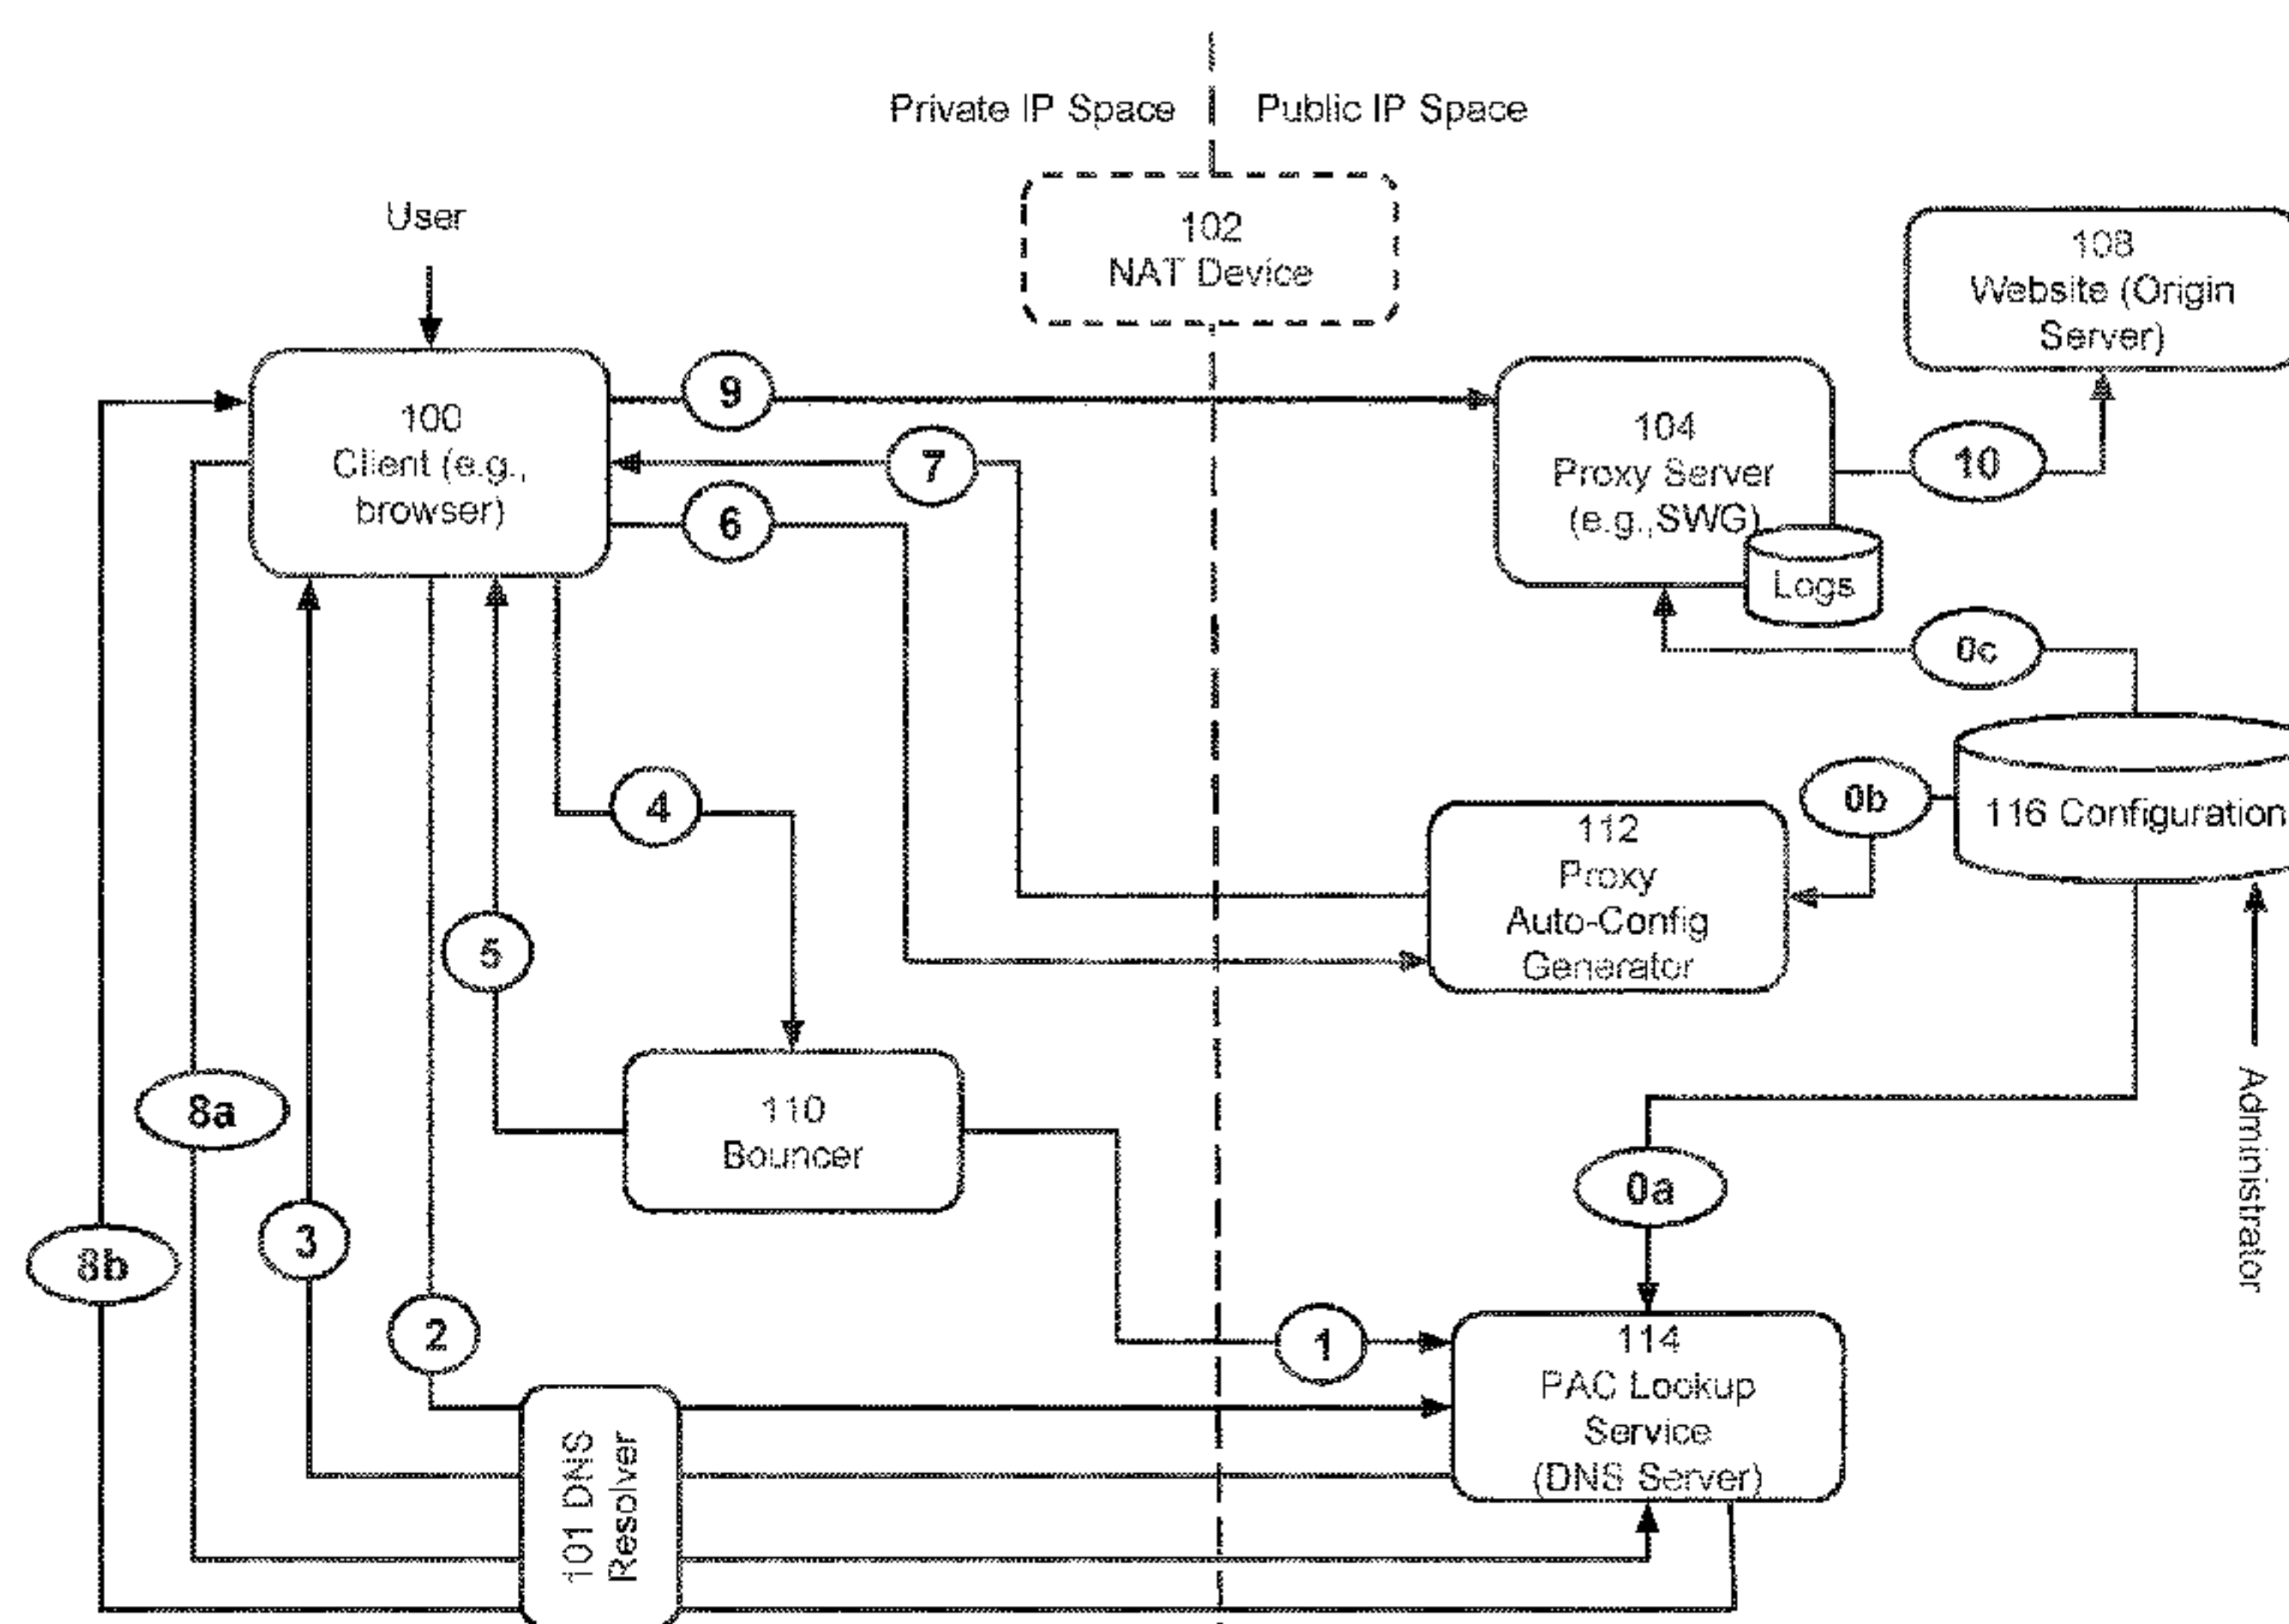 Private IP Space
Public IP Space
User
102
NAT Device
108
Website (Origin
Server)
100
Client (e.g.,
browser)
9
7
6
104
Proxy Server
(e.g.,SWG)
Logs
10
0c
4
0b
116 Configuration
112
Proxy
Auto-Config
Generator
5
110
Bouncer
8a
0a
Administrator
3
8b
2
1
114
PAC Lookup
Service
(DNS Server)
101 DNS
Resolver